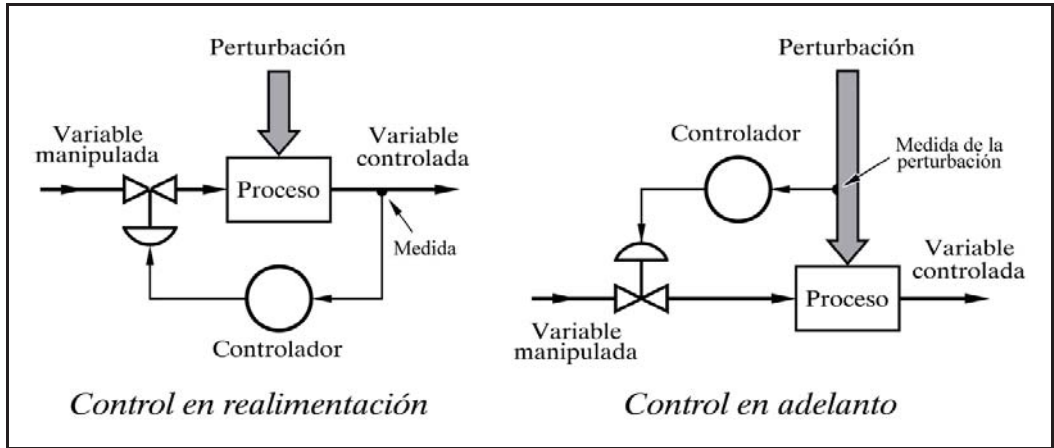 Perturbación
Variable
manipulada
Variable
controlada
Proceso
Medida
Controlador
Control en realimentación
Perturbación
Controlador
Medida de la
perturbación
Variable
controlada
Proceso
Variable
manipulada
Control en adelanto